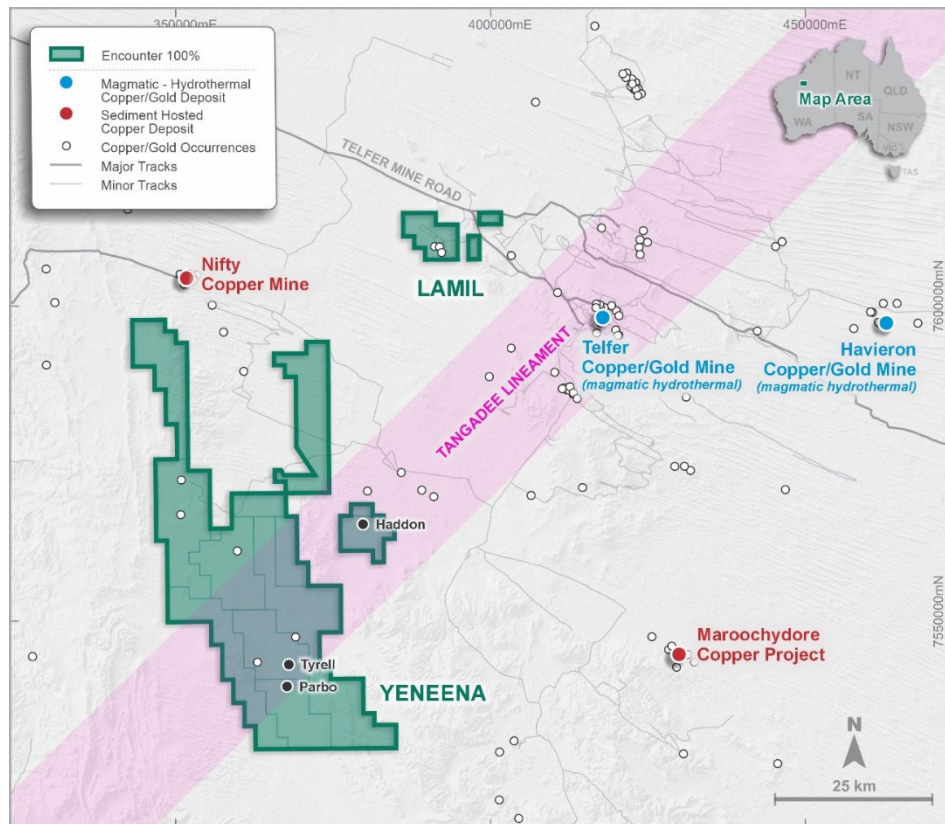 350000mE
400000mE
450000mE
Encounter 100%
Magmatic - Hydrothermal
Copper/Gold Deposit
Sediment Hosted
Copper Deposit
Copper/Gold Occurrences
Major Tracks
Minor Tracks
NT
QLD
Map Area
WA
SA
NSW
VIC
TAS
TELFER MINE ROAD
Nifty
Copper Mine
LAMIL
7600000mN
Telfer
Copper/Gold Mine
(magmatic hydrothermal)
Havieron
Copper/Gold Mine
(magmatic hydrothermal)
TANGADEE LINEAMENT
Haddon
7550000mN
Maroochydore
Copper Project
Tyrell
Parbo
YENEENA
N
25 km